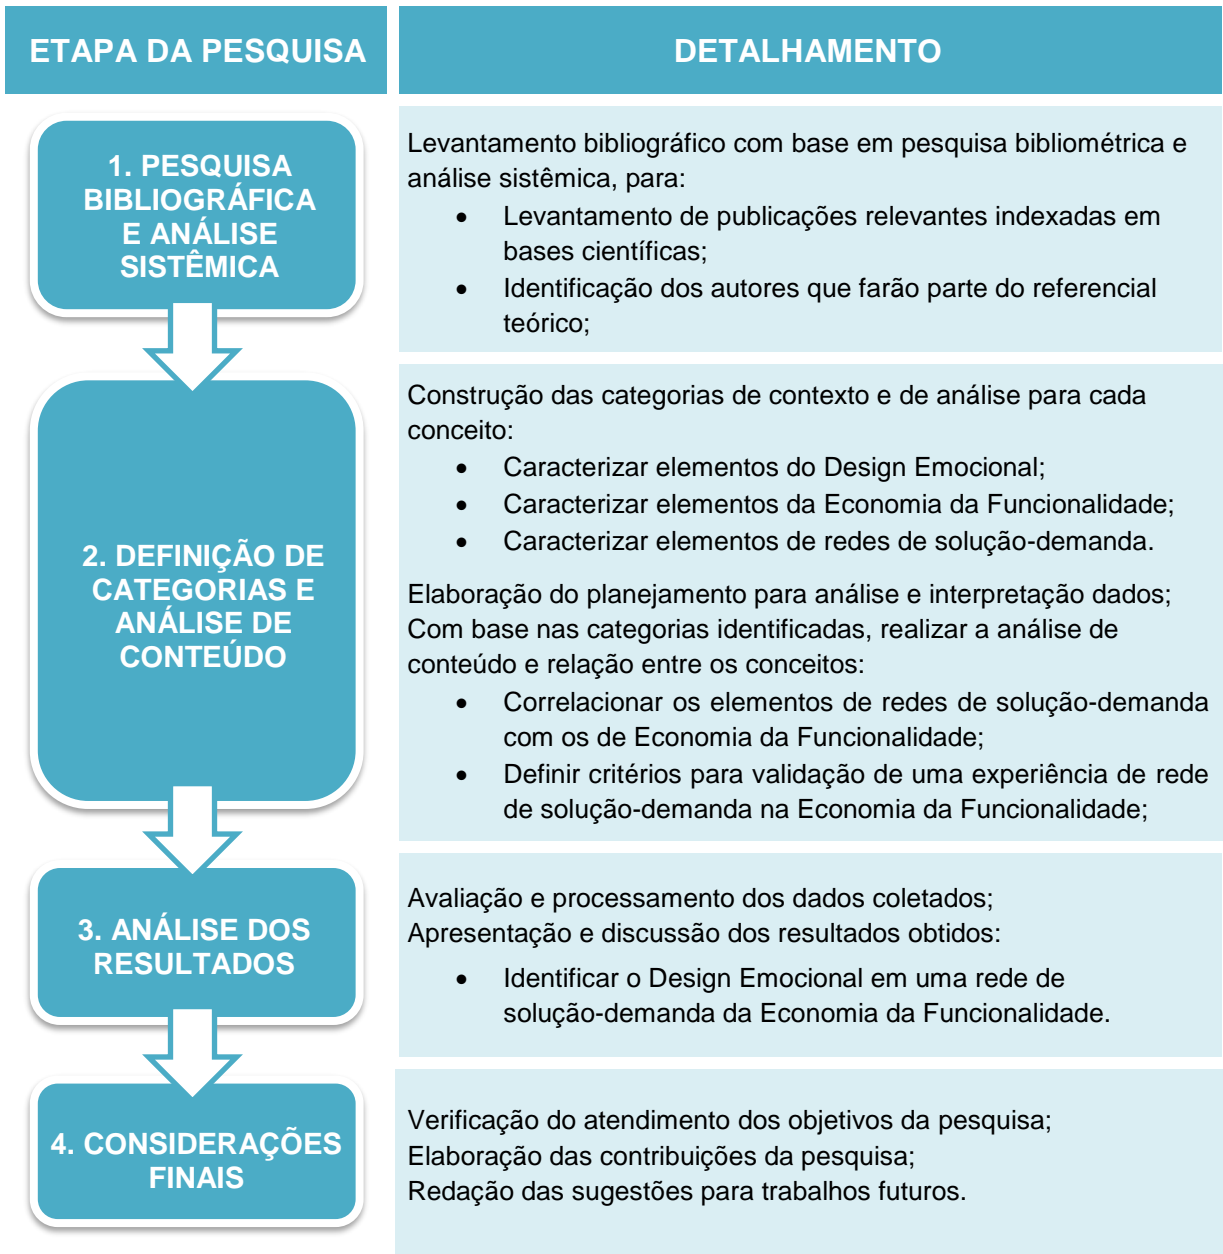 ETAPA DA PESQUISA
DETALHAMENTO
1. PESQUISA
BIBLIOGRÁFICA
E ANÁLISE
SISTÊMICA
Levantamento bibliográfico com base em pesquisa bibliométrica e
análise sistêmica, para:
• Levantamento de publicações relevantes indexadas em
bases científicas;
• Identificação dos autores que farão parte do referencial
teórico;
2. DEFINIÇÃO DE
CATEGORIAS E
ANÁLISE DE
CONTEÚDO
Construção das categorias de contexto e de análise para cada
conceito:
• Caracterizar elementos do Design Emocional;
• Caracterizar elementos da Economia da Funcionalidade;
• Caracterizar elementos de redes de solução-demanda.
Elaboração do planejamento para análise e interpretação dados;
Com base nas categorias identificadas, realizar a análise de
conteúdo e relação entre os conceitos:
• Correlacionar os elementos de redes de solução-demanda
com os de Economia da Funcionalidade;
• Definir critérios para validação de uma experiência de rede
de solução-demanda na Economia da Funcionalidade;
3. ANÁLISE DOS
RESULTADOS
Avaliação e processamento dos dados coletados;
Apresentação e discussão dos resultados obtidos:
• Identificar o Design Emocional em uma rede de
solução-demanda da Economia da Funcionalidade.
4. CONSIDERAÇÕES
FINAIS
Verificação do atendimento dos objetivos da pesquisa;
Elaboração das contribuições da pesquisa;
Redação das sugestões para trabalhos futuros.